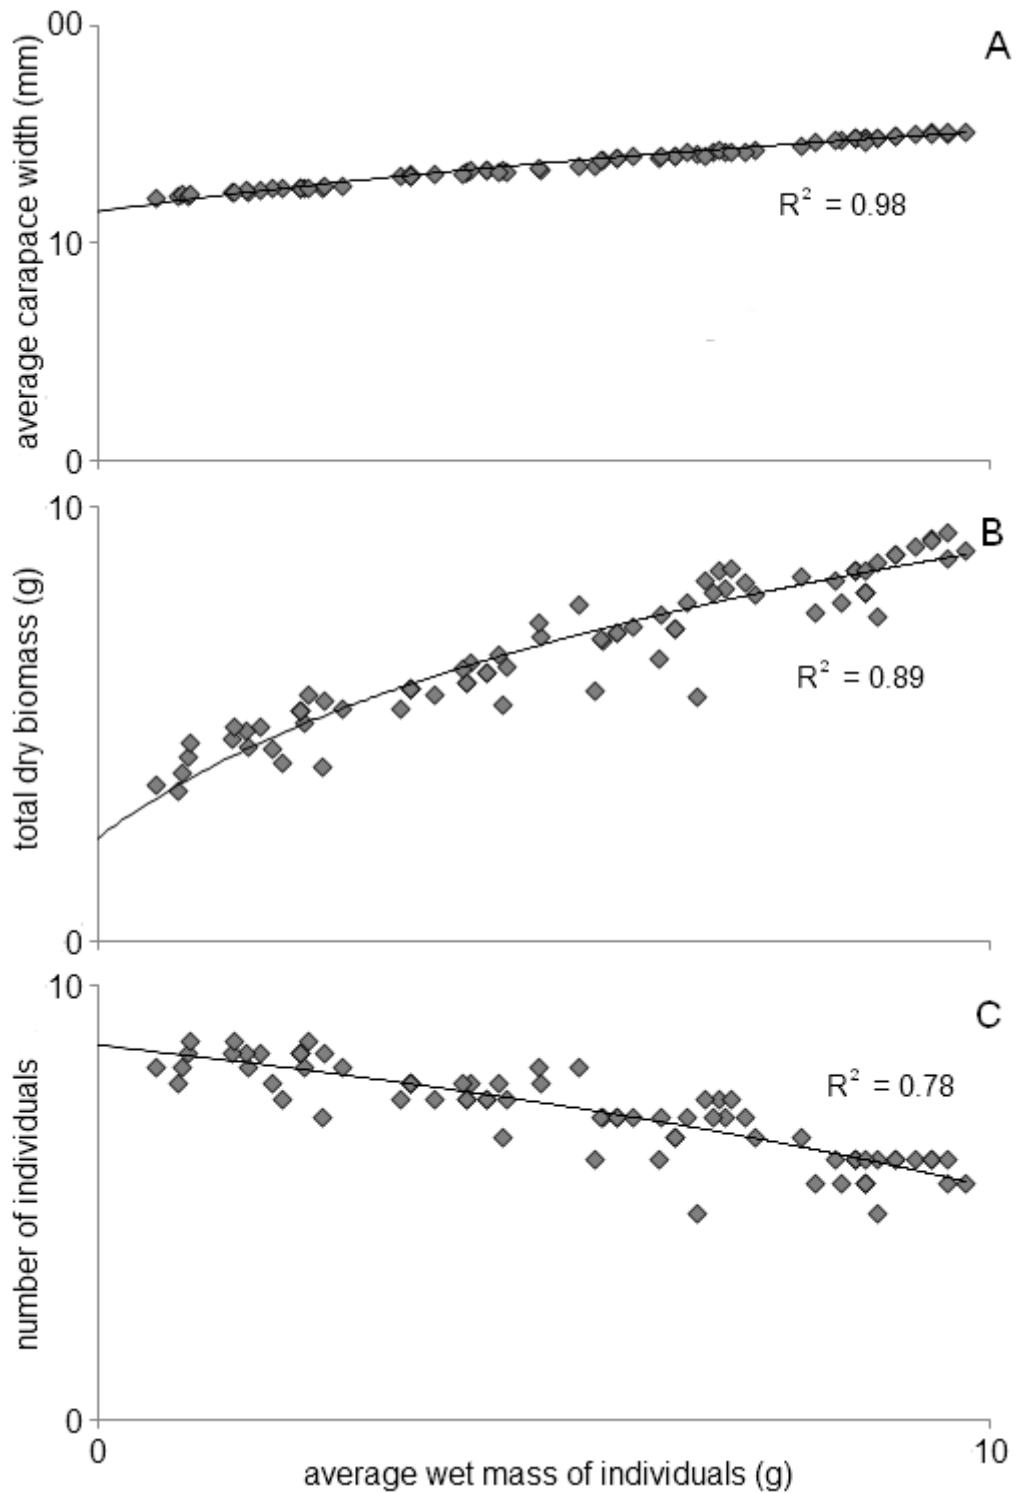 00
A
average carapace width (mm)
10
R² = 0.98
0
10
B
total dry biomass (g)
R² = 0.89
0
10
C
number of individuals
R² = 0.78
0
0
10
average wet mass of individuals (g)